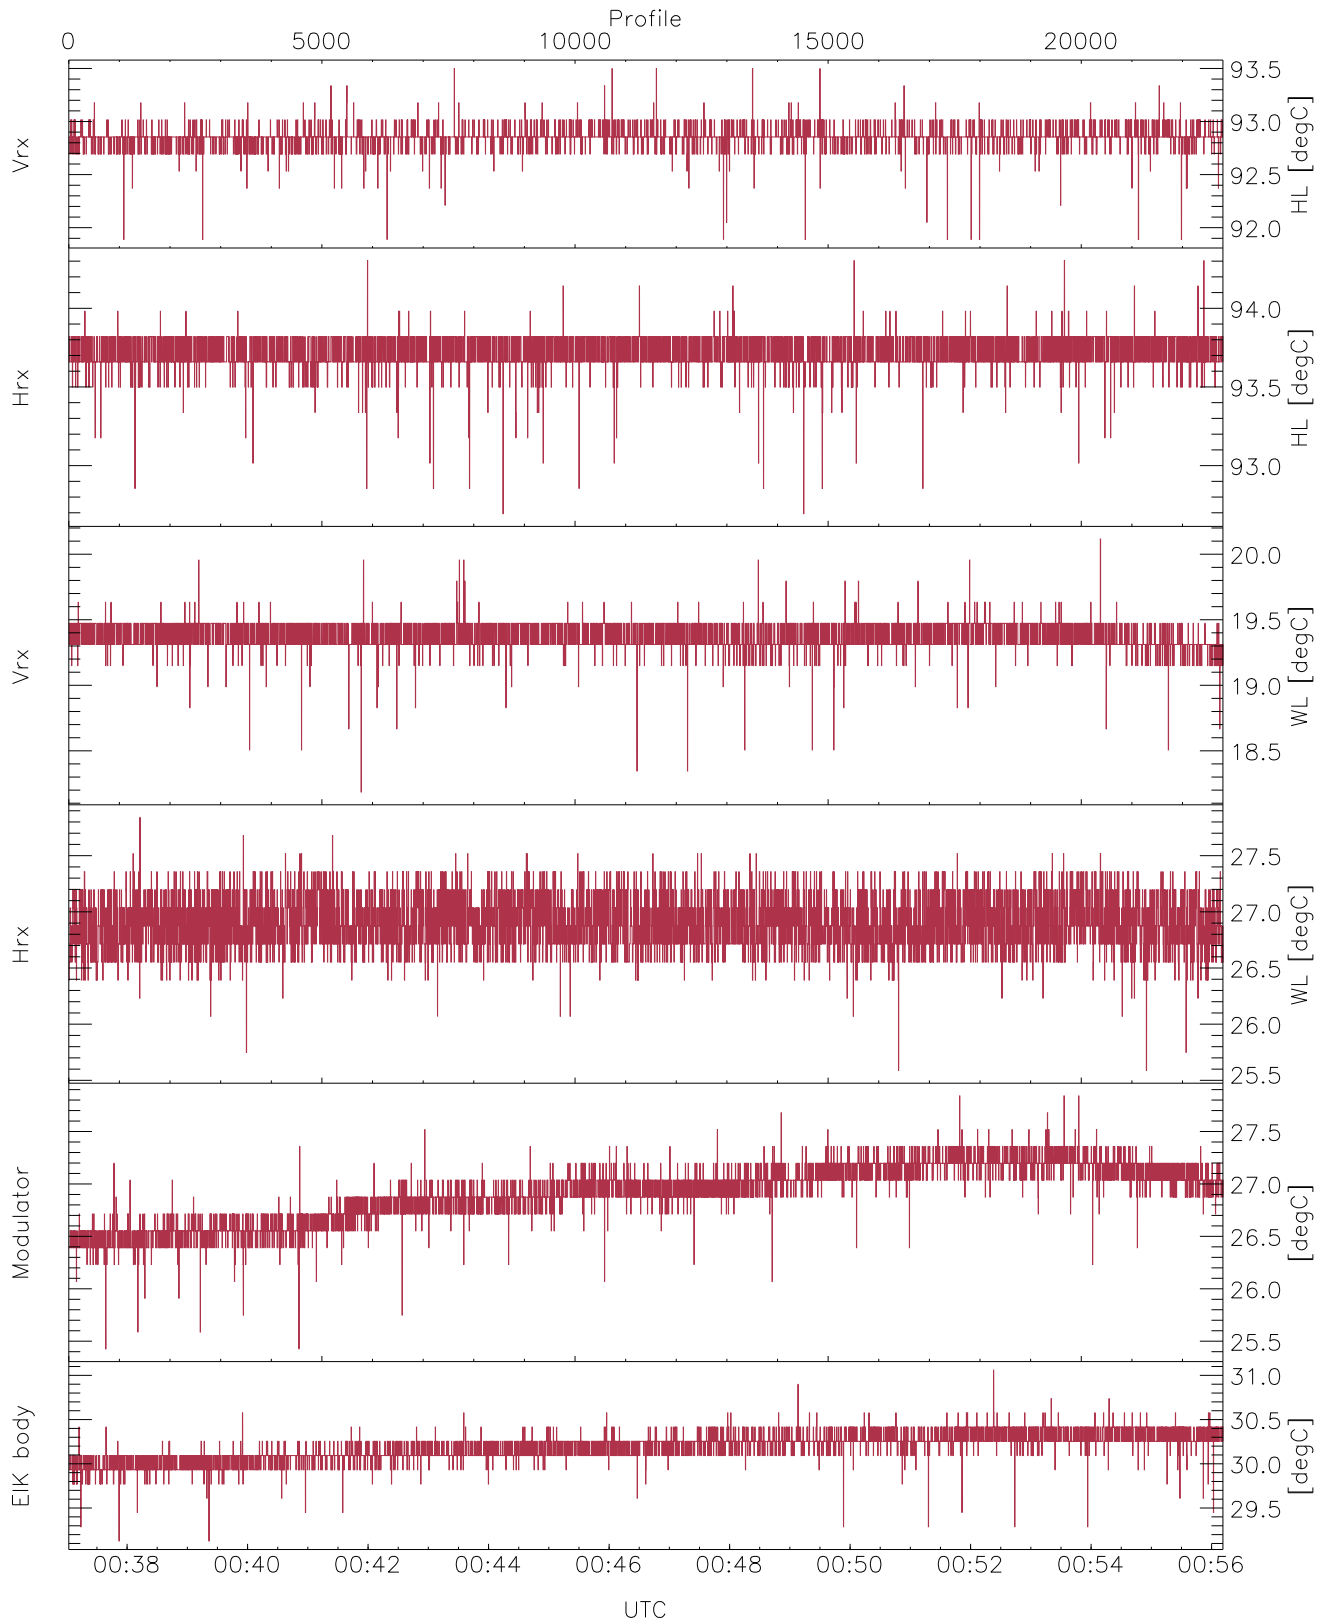 Profile
0 5000 10000 15000 20000
Vrx
93.5
93.0
92.5
92.0
HL [degC]
Hrx
94.0
93.5
93.0
HL [degC]
Vrx
20.0
19.5
19.0
18.5
WL [degC]
Hrx
27.5
27.0
26.5
26.0
25.5
WL [degC]
Modulator
27.5
27.0
26.5
26.0
25.5
[degC]
EIK body
31.0
30.5
30.0
29.5
[degC]
00:38 00:40 00:42 00:44 00:46 00:48 00:50 00:52 00:54 00:56
UTC